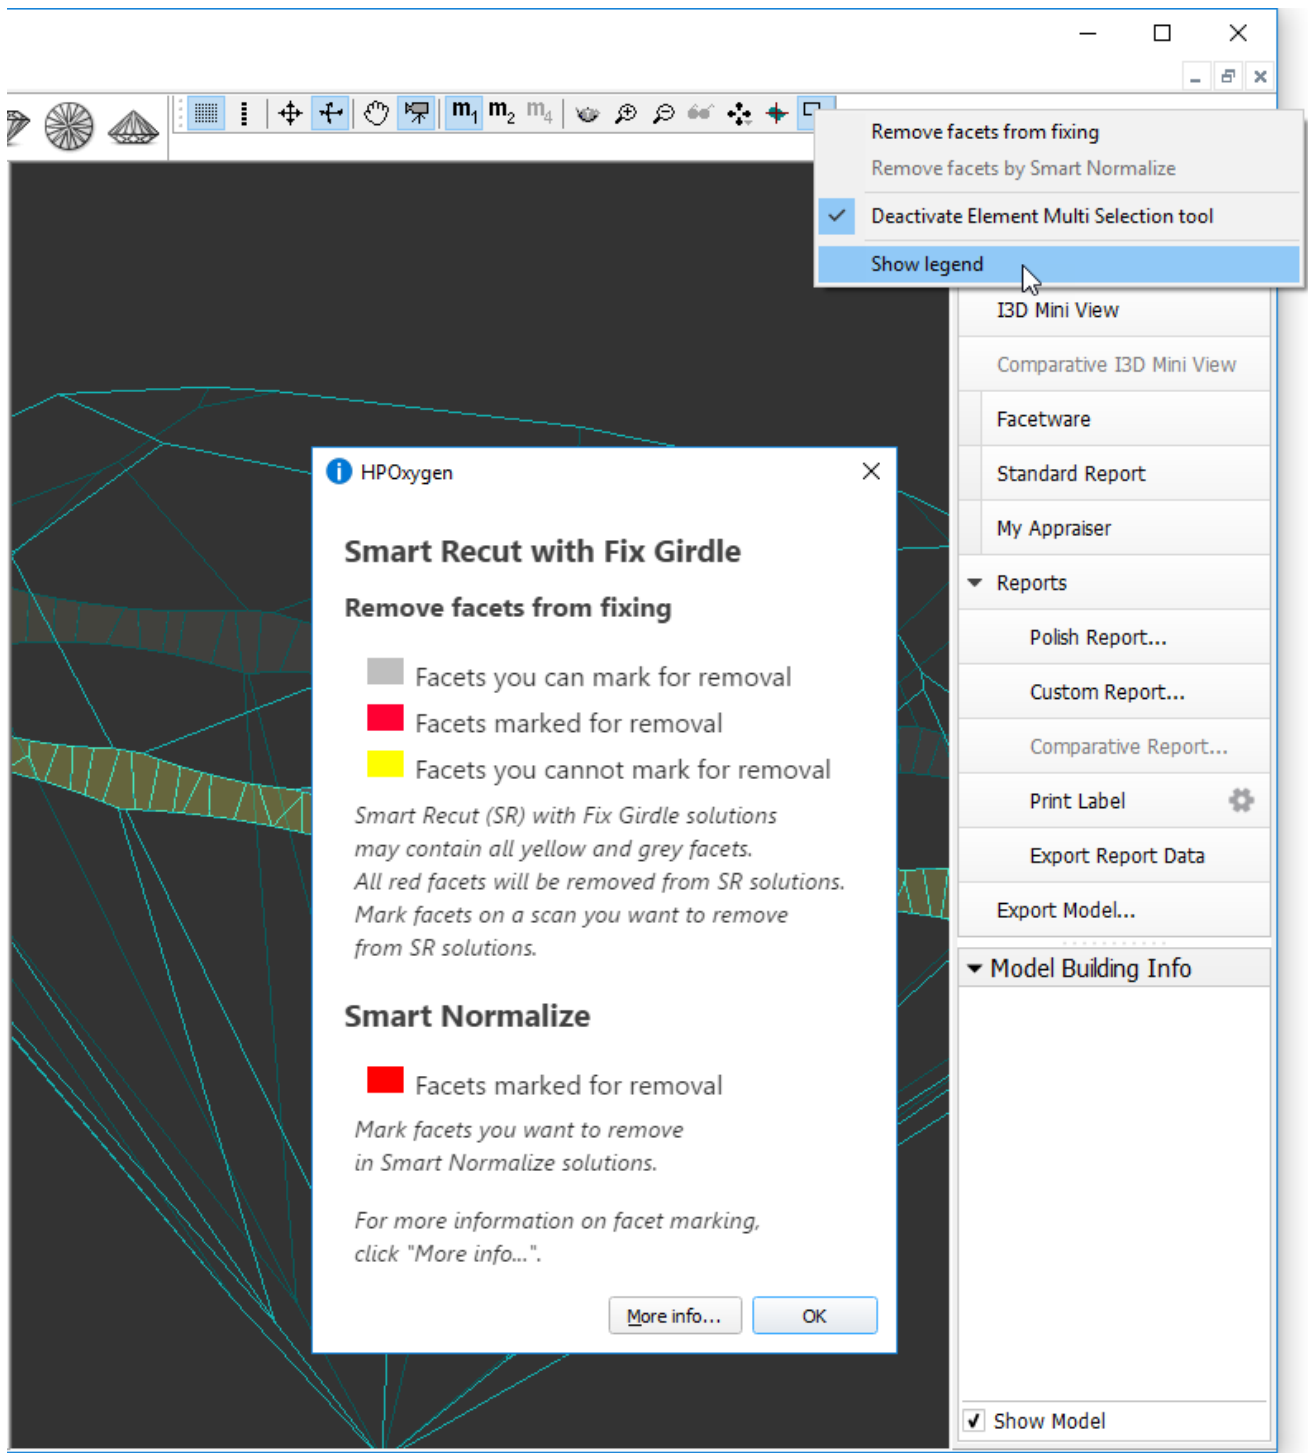 m1 m2 m4
Remove facets from fixing
Remove facets by Smart Normalize
Deactivate Element Multi Selection tool
Show legend
I3D Mini View
Comparative I3D Mini View
Facetware
Standard Report
My Appraiser
Reports
Polish Report...
Custom Report...
Comparative Report...
Print Label
Export Report Data
Export Model...
Model Building Info
Show Model
HPOxygen
Smart Recut with Fix Girdle
Remove facets from fixing
Facets you can mark for removal
Facets marked for removal
Facets you cannot mark for removal
Smart Recut (SR) with Fix Girdle solutions
may contain all yellow and grey facets.
All red facets will be removed from SR solutions.
Mark facets on a scan you want to remove
from SR solutions.
Smart Normalize
Facets marked for removal
Mark facets you want to remove
in Smart Normalize solutions.
For more information on facet marking,
click "More info...".
More info...
OK